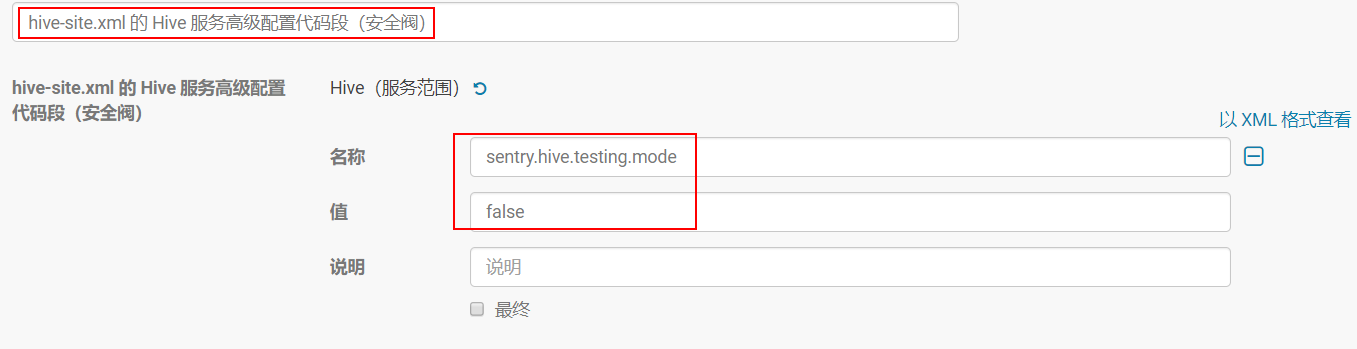 hive-site.xml 的 Hive 服务高级配置代码段（安全阀）
hive-site.xml 的 Hive 服务高级配置
代码段（安全阀）
Hive（服务范围）
以 XML 格式查看
名称
sentry.hive.testing.mode
值
false
说明
说明
最终